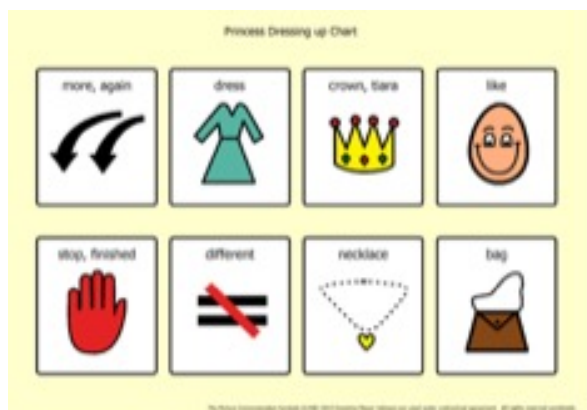 Princess Dressing up Chart
more, again
dress
crown, tiara
like
stop, finished
different
necklace
bag